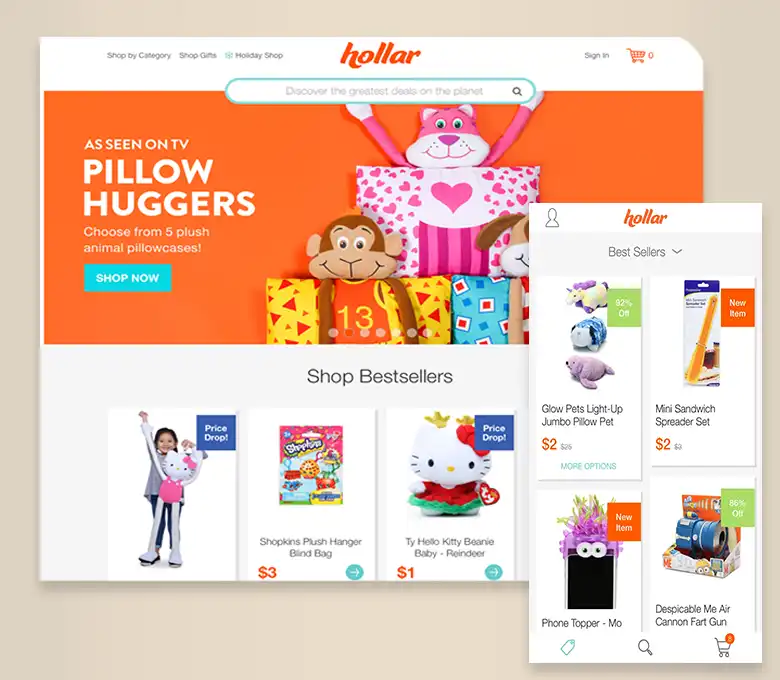 Shop by Category Shop Gifts Holiday Shop
hollar
Sign In 0
Discover the greatest deals on the planet
AS SEEN ON TV
PILLOW
HUGGERS
Choose from 5 plush
animal pillowcases!
SHOP NOW
13
Shop Bestsellers
Price
Drop!
Shopkins
Shopkins Plush Hanger
Blind Bag
$3
Price
Drop!
ty
Ty Hello Kitty Beanie
Baby - Reindeer
$1
hollar
Best Sellers
92%
Off
Glow Pets Light-Up
Jumbo Pillow Pet
$2 $25
MORE OPTIONS
New
Item
Mini Sandwich
Spreader Set
$2 $3
New
Item
Phone Topper - Mo
86%
Off
ME
Despicable Me Air
Cannon Fart Gun